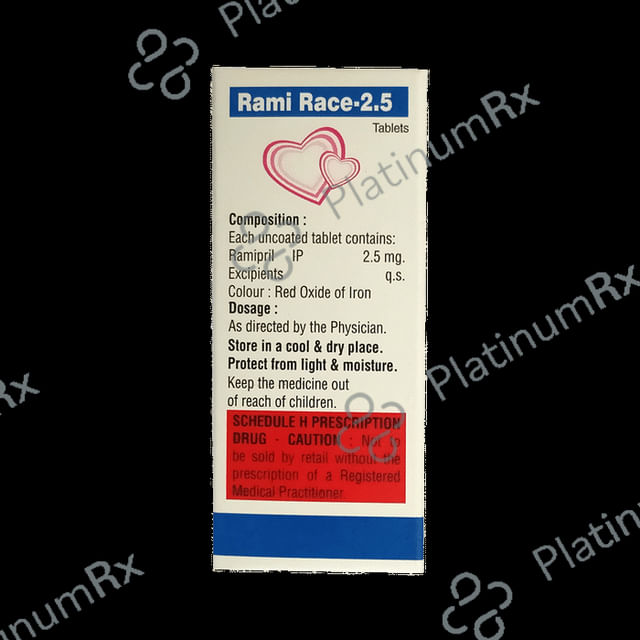 PlatinumRx
Rami Race-2.5
Tablets
PlatinumRx
Composition :
Each uncoated tablet contains:
Ramipril IP 2.5 mg.
Excipients q.s.
Colour : Red Oxide of Iron
Dosage :
As directed by the Physician.
Store in a cool & dry place.
Protect from light & moisture.
PlatinumRx
Keep the medicine out
of reach of children.
Rx
SCHEDULE H PRESCRIPTION
DRUG - CAUTION : Not to
be sold by retail without the
prescription of a Registered
Medical Practitioner.
PlatinumRx
tinumRx